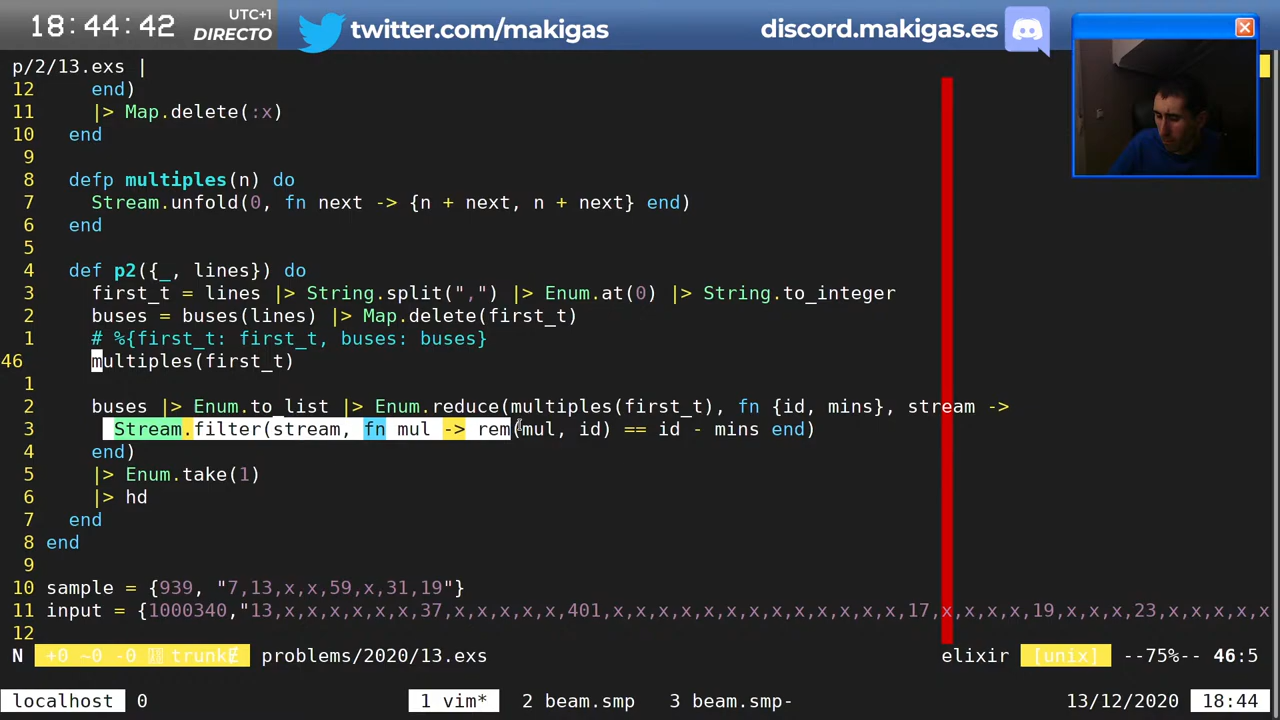 18:44:42 UTC+1 DIRECTO twitter.com/makigas discord.makigas.es
p/2/13.exs |
12 end)
11 |> Map.delete(:x)
10 end
9
8 defp multiples(n) do
7 Stream.unfold(0, fn next -> {n + next, n + next} end)
6 end
5
4 def p2({_, lines}) do
3 first_t = lines |> String.split(",") |> Enum.at(0) |> String.to_integer
2 buses = buses(lines) |> Map.delete(first_t)
1 # %{first_t: first_t, buses: buses}
46 multiples(first_t)
1
2 buses |> Enum.to_list |> Enum.reduce(multiples(first_t), fn {id, mins}, stream ->
3 Stream.filter(stream, fn mul -> rem(mul, id) == id - mins end)
4 end)
5 |> Enum.take(1)
6 |> hd
7 end
8 end
9
10 sample = {939, "7,13,x,x,59,x,31,19"}
11 input = {1000340,"13,x,x,x,x,x,x,37,x,x,x,x,x,401,x,x,x,x,x,x,x,x,x,x,x,x,x,17,x,x,x,x,19,x,x,x,23,x,x,x,x,x
12
N +0 ~0 -0 trunk problems/2020/13.exs elixir [unix] --75%-- 46:5
localhost 0 1 vim* 2 beam.smp 3 beam.smp- 13/12/2020 18:44